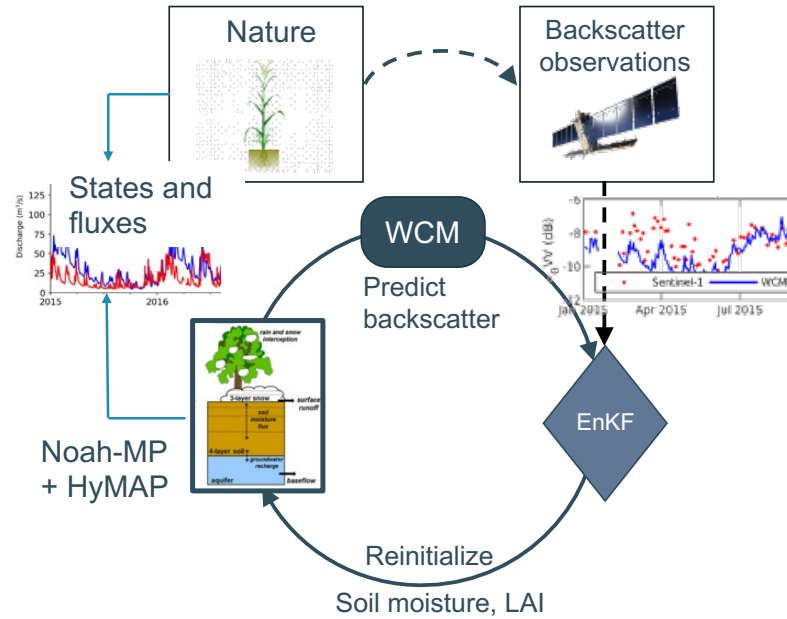 Nature
Backscatter
observations
States and
fluxes
Discharge (m³/s)
125
100
75
50
25
0
2015
2016
WCM
Predict
backscatter
VV (dB)
-6
-8
-10
-12
Sentinel-1
WCM
Jan 2015
Apr 2015
Jul 2015
rain and snow
interception
3-layer snow
surface
runoff
soil
moisture
flux
4-layer soil
groundwater
recharge
aquifer
baseflow
Noah-MP
+ HyMAP
EnKF
Reinitialize
Soil moisture, LAI